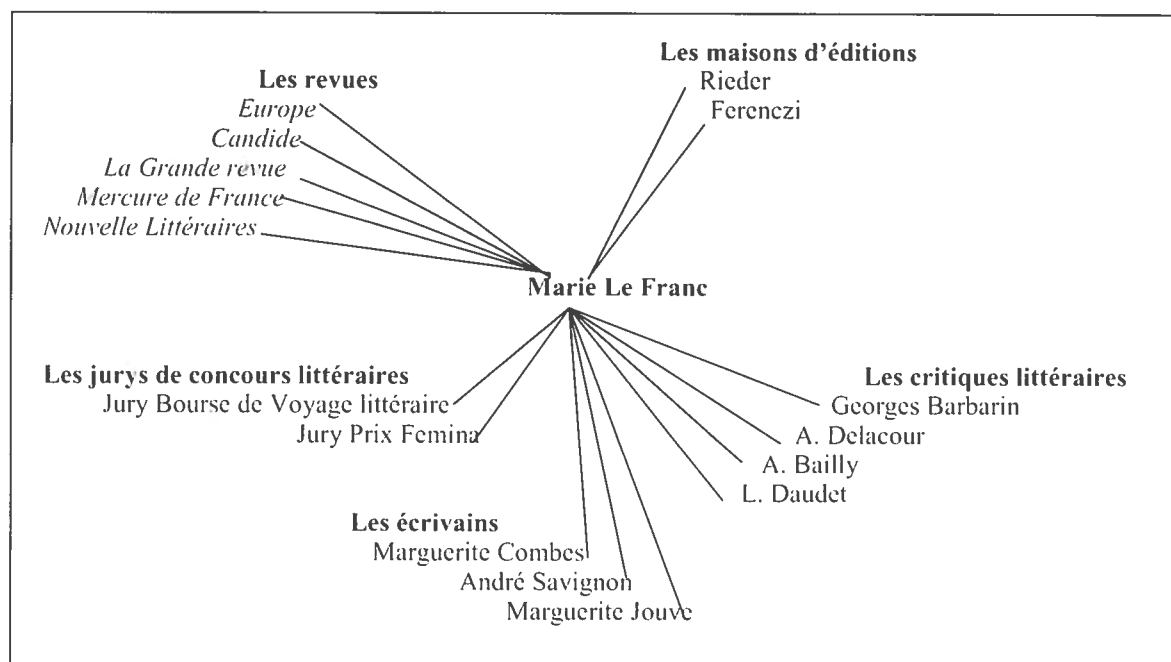 Les revues
Europe
Candide
La Grande revue
Mercure de France
Nouvelle Littéraires
Les maisons d'éditions
Rieder
Ferenczi
Marie Le Franc
Les jurys de concours littéraires
Jury Bourse de Voyage littéraire
Jury Prix Femina
Les critiques littéraires
Georges Barbarin
A. Delacour
A. Bailly
L. Daudet
Les écrivains
Marguerite Combes
André Savignon
Marguerite Jouve